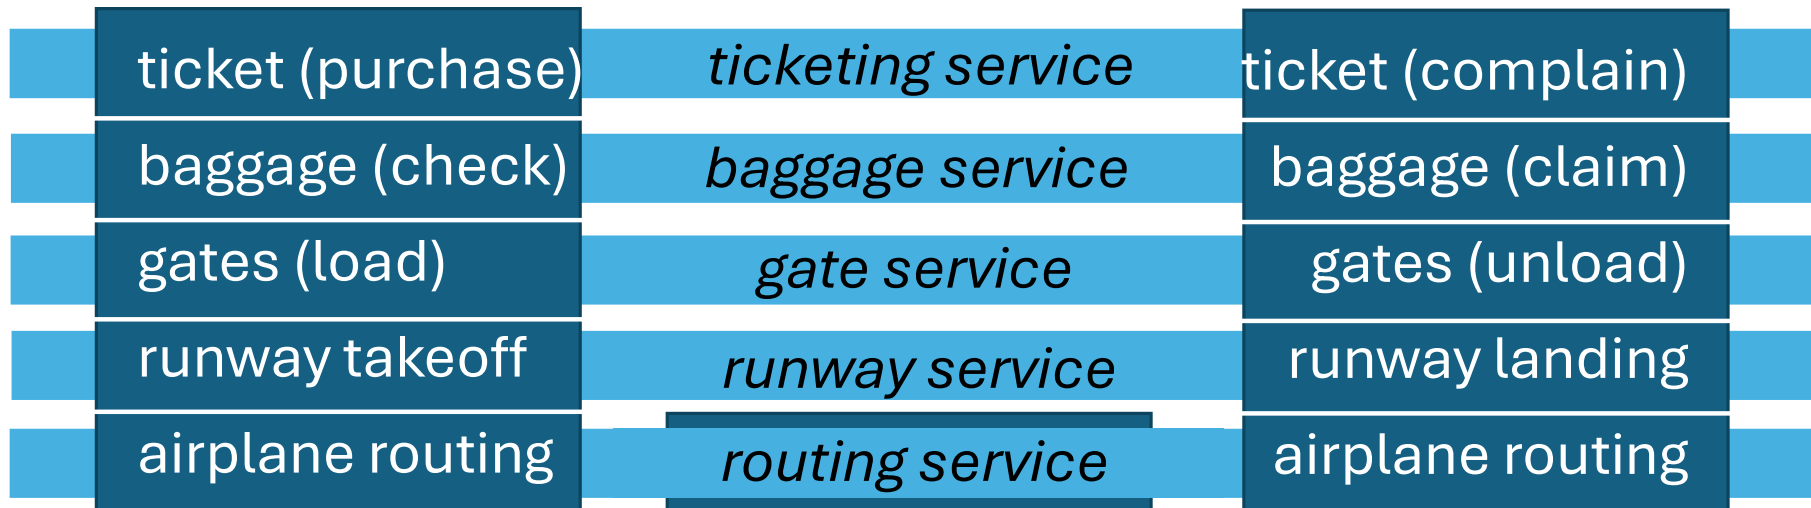 ticket (purchase) ticketing service ticket (complain)
baggage (check) baggage service baggage (claim)
gates (load) gate service gates (unload)
runway takeoff runway service runway landing
airplane routing routing service airplane routing